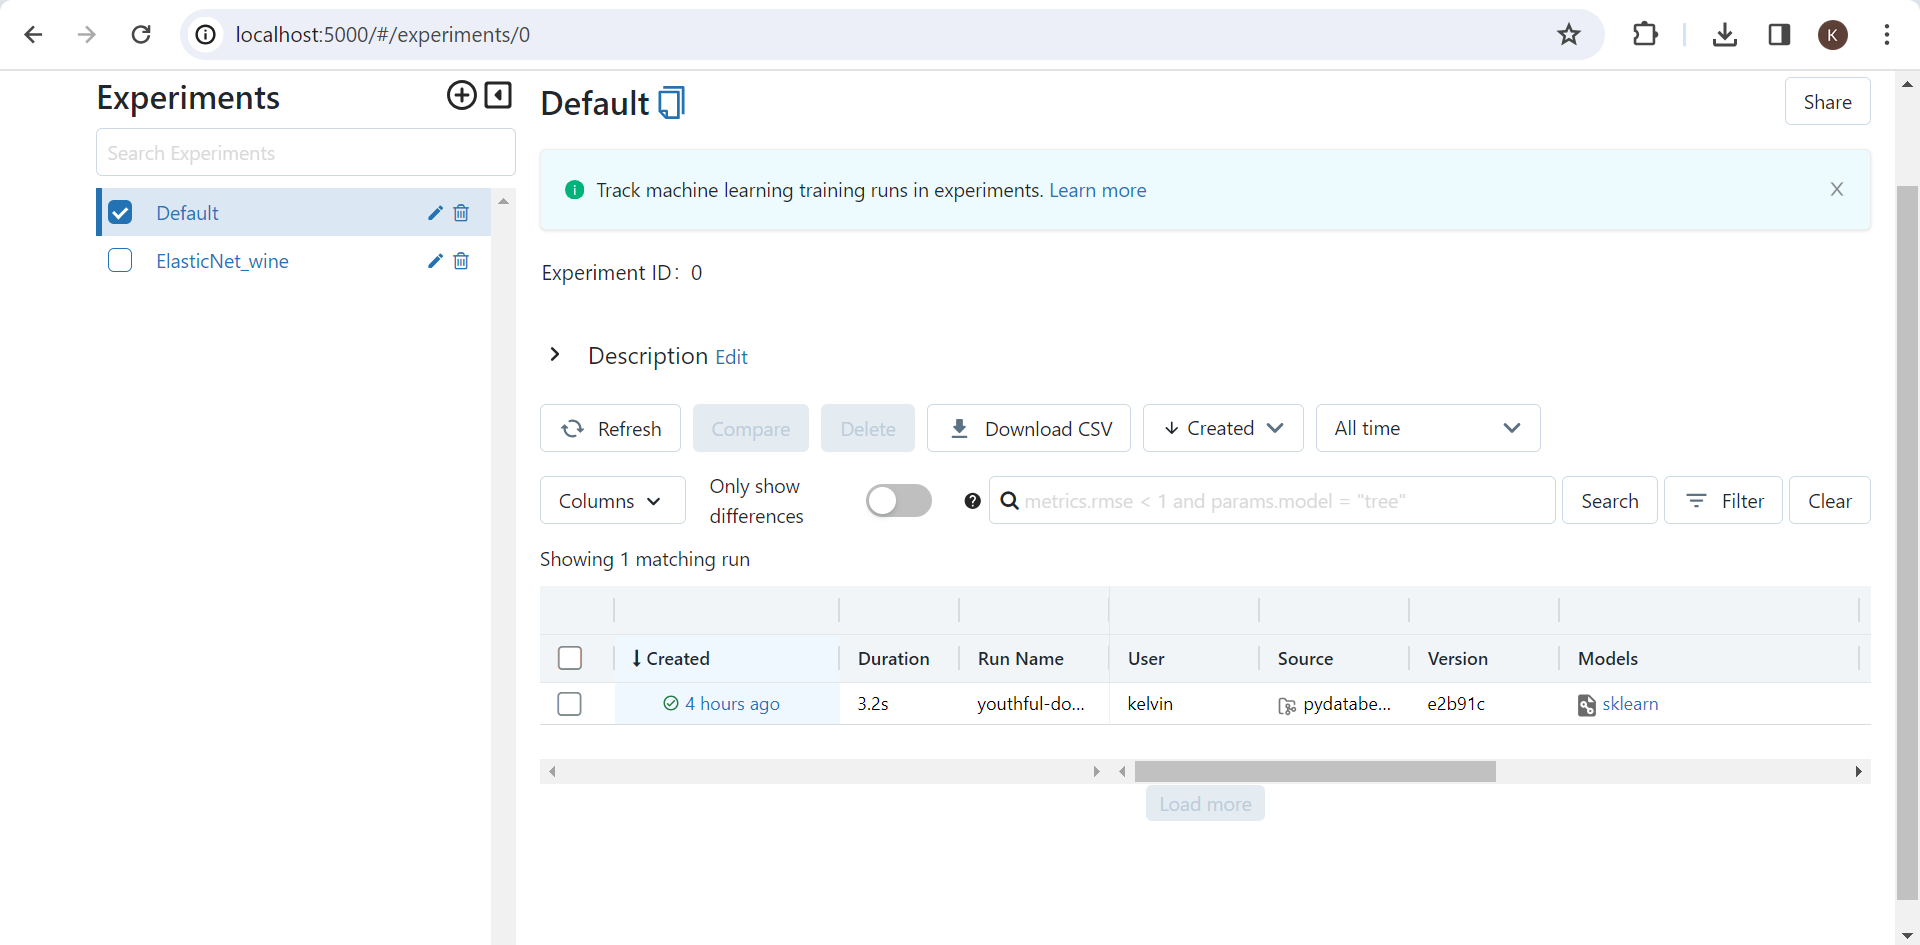 localhost:5000/#/experiments/0
K
Experiments
Search Experiments
Default
ElasticNet_wine
Default
Share
Track machine learning training runs in experiments. Learn more
X
Experiment ID: 0
Description Edit
Refresh
Compare
Delete
Download CSV
Created
All time
Columns
Only show
differences
metrics.rmse < 1 and params.model = "tree"
Search
Filter
Clear
Showing 1 matching run
Created Duration Run Name User Source Version Models
4 hours ago 3.2s youthful-do... kelvin pydatabe... e2b91c sklearn
Load more